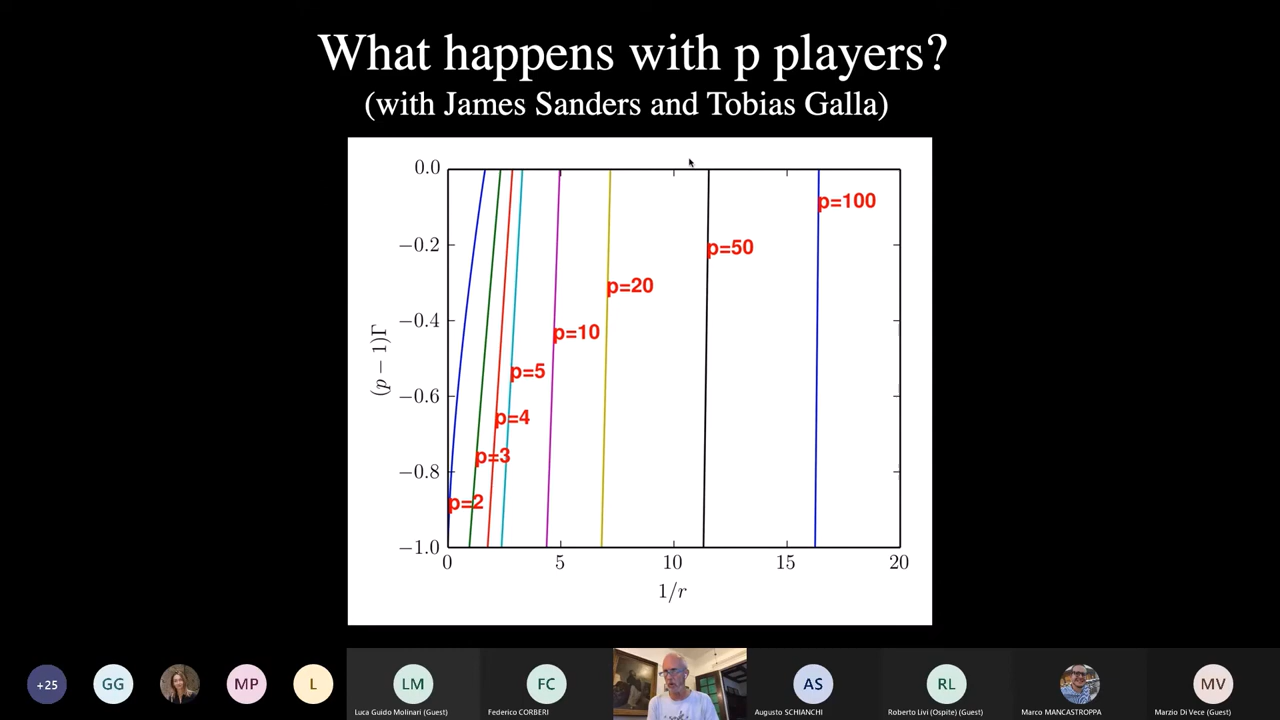 What happens with p players?
(with James Sanders and Tobias Galla)
0.0
−0.2
−0.4
−0.6
−0.8
−1.0
(p − 1)Γ
p=100
p=50
p=20
p=10
p=5
p=4
p=3
p=2
0 5 10 15 20
1/r
+25 GG MP L LM FC AS RL MV
Luca Guido Molinari (Guest) Federico CORBERI Augusto SCHIANCHI Roberto Livi (Ospite) (Guest) Marco MANCASTROPPA Marzio Di Vece (Guest)